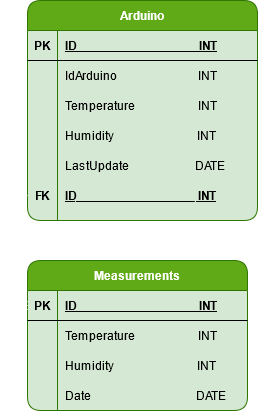 Arduino
PK ID INT
IdArduino INT
Temperature INT
Humidity INT
LastUpdate DATE
FK ID INT
Measurements
PK ID INT
Temperature INT
Humidity INT
Date DATE